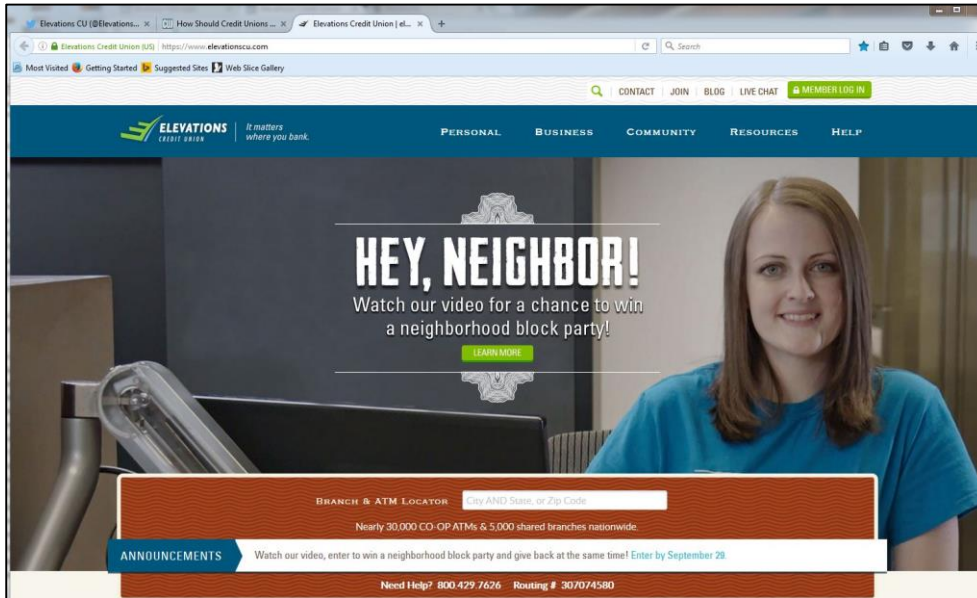 Elevations CU (@Elevations...
How Should Credit Unions ...
Elevations Credit Union | el...
Elevations Credit Union (US)
https://www.elevationscu.com
Search
Most Visited
Getting Started
Suggested Sites
Web Slice Gallery
CONTACT
JOIN
BLOG
LIVE CHAT
MEMBER LOG IN
ELEVATIONS
CREDIT UNION
It matters
where you bank.
PERSONAL
BUSINESS
COMMUNITY
RESOURCES
HELP
HEY, NEIGHBOR!
Watch our video for a chance to win
a neighborhood block party!
LEARN MORE
BRANCH & ATM LOCATOR
City AND State, or Zip Code
Nearly 30,000 CO-OP ATMs & 5,000 shared branches nationwide.
ANNOUNCEMENTS
Watch our video, enter to win a neighborhood block party and give back at the same time! Enter by September 29.
Need Help? 800.429.7626 Routing # 307074580